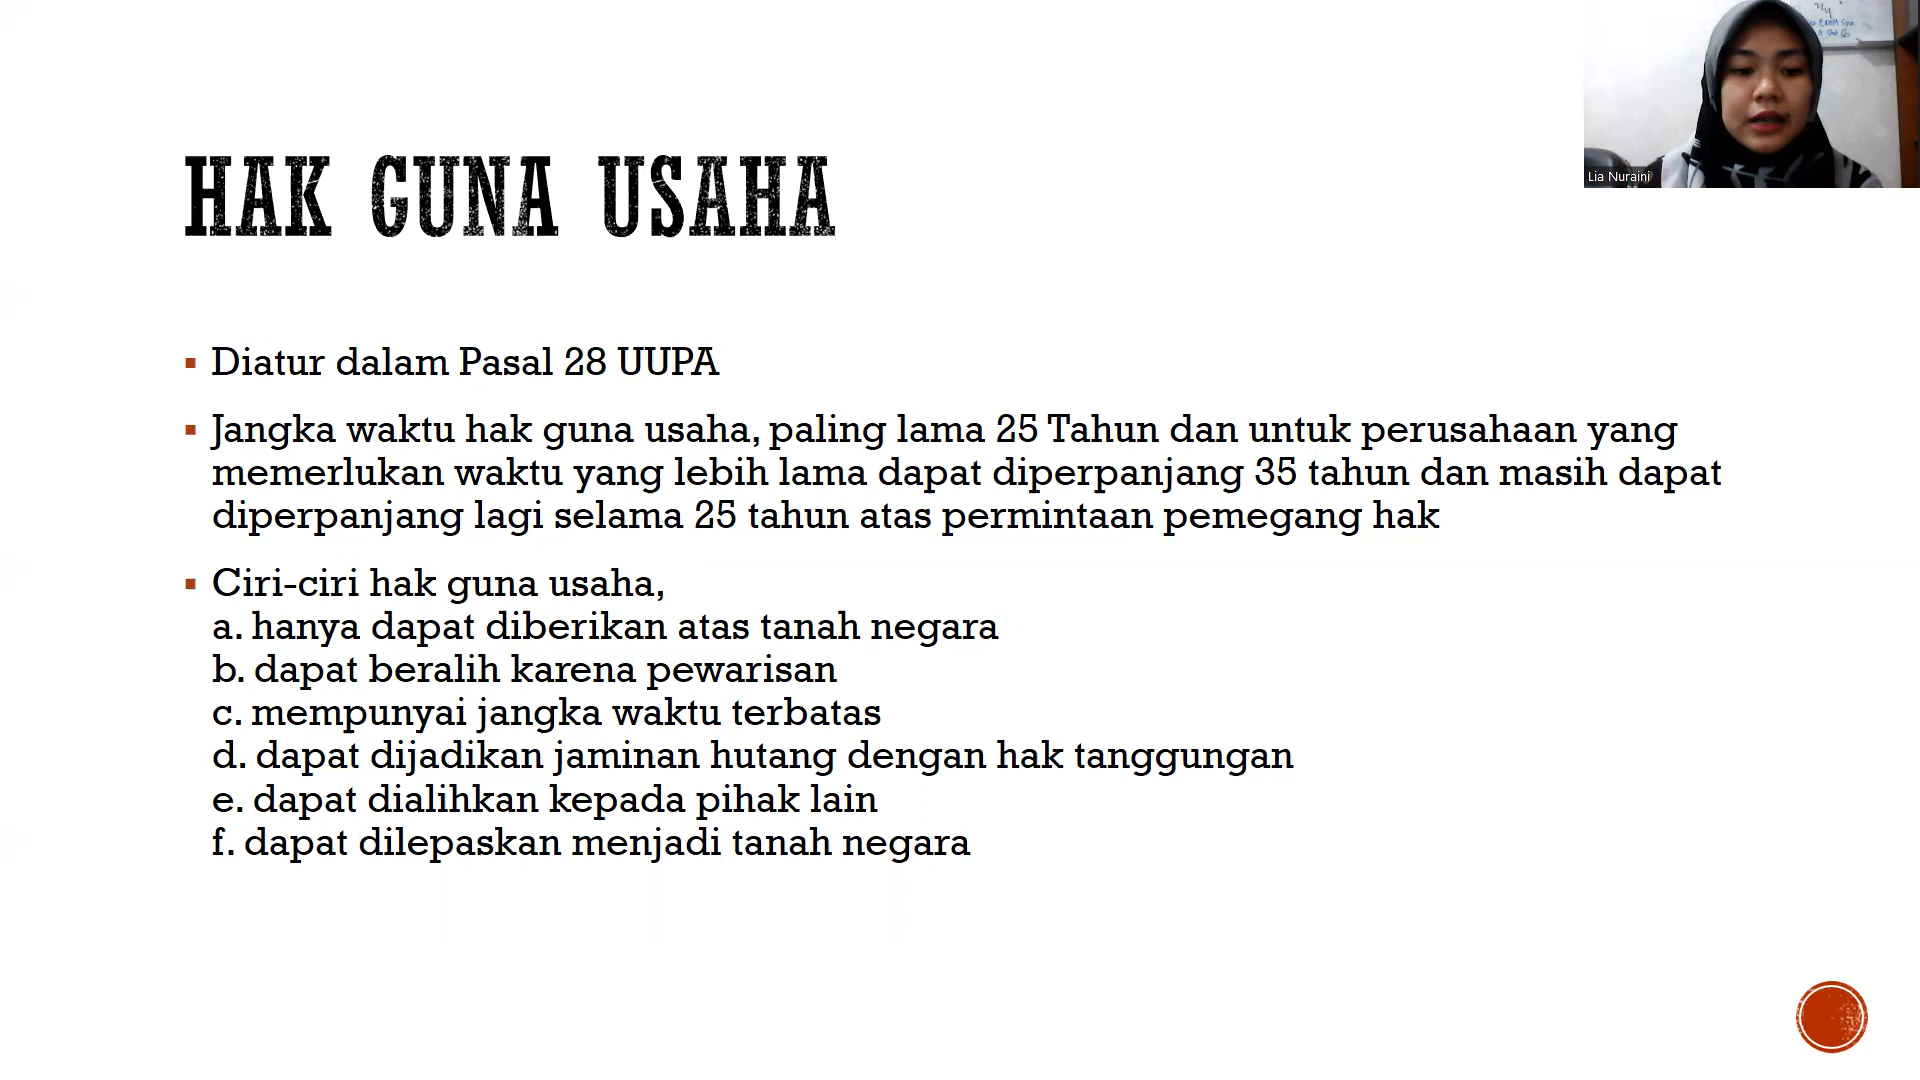 HAK GUNA USAHA
Diatur dalam Pasal 28 UUPA
Jangka waktu hak guna usaha, paling lama 25 Tahun dan untuk perusahaan yang
memerlukan waktu yang lebih lama dapat diperpanjang 35 tahun dan masih dapat
diperpanjang lagi selama 25 tahun atas permintaan pemegang hak
Ciri-ciri hak guna usaha,
a. hanya dapat diberikan atas tanah negara
b. dapat beralih karena pewarisan
c. mempunyai jangka waktu terbatas
d. dapat dijadikan jaminan hutang dengan hak tanggungan
e. dapat dialihkan kepada pihak lain
f. dapat dilepaskan menjadi tanah negara
Lia Nuraini